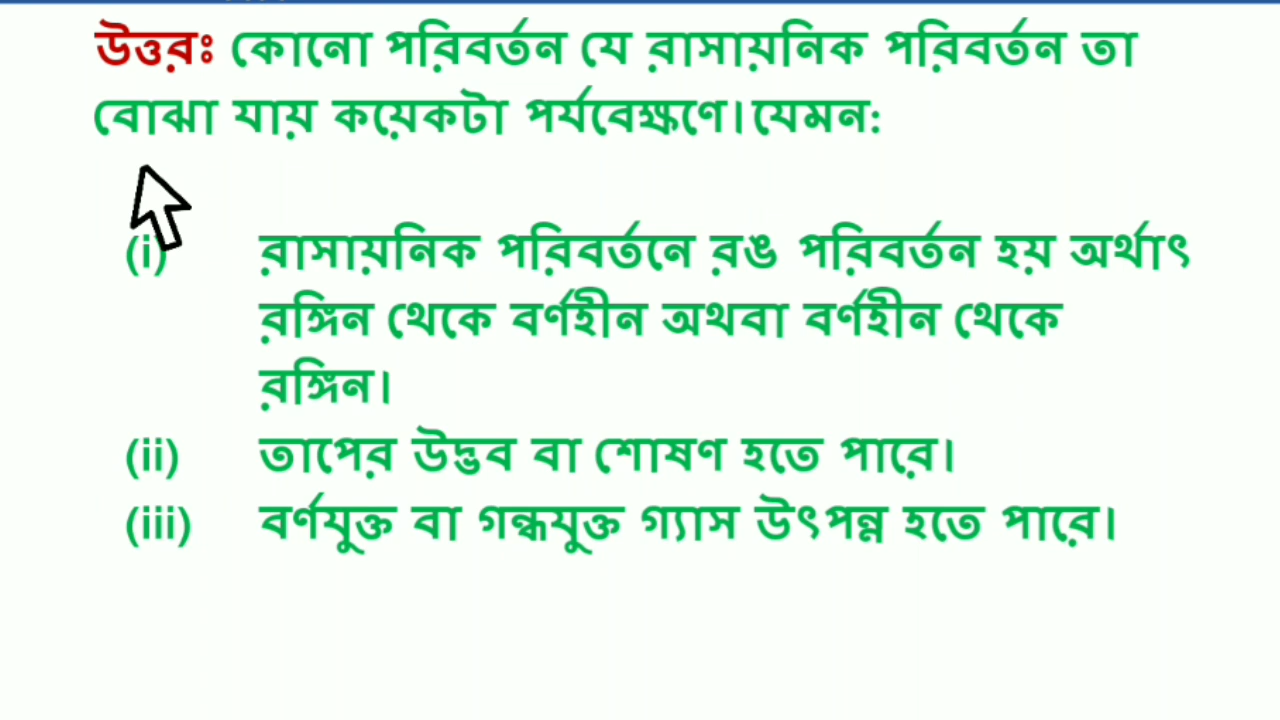 উত্তরঃ কোনো পরিবর্তন যে রাসায়নিক পরিবর্তন তা
বোঝা যায় কয়েকটা পর্যবেক্ষণে। যেমন:
(i) রাসায়নিক পরিবর্তনে রঙ পরিবর্তন হয় অর্থাৎ
রঙ্গিন থেকে বর্ণহীন অথবা বর্ণহীন থেকে
রঙ্গিন।
(ii) তাপের উদ্ভব বা শোষণ হতে পারে।
(iii) বর্ণযুক্ত বা গন্ধযুক্ত গ্যাস উৎপন্ন হতে পারে।